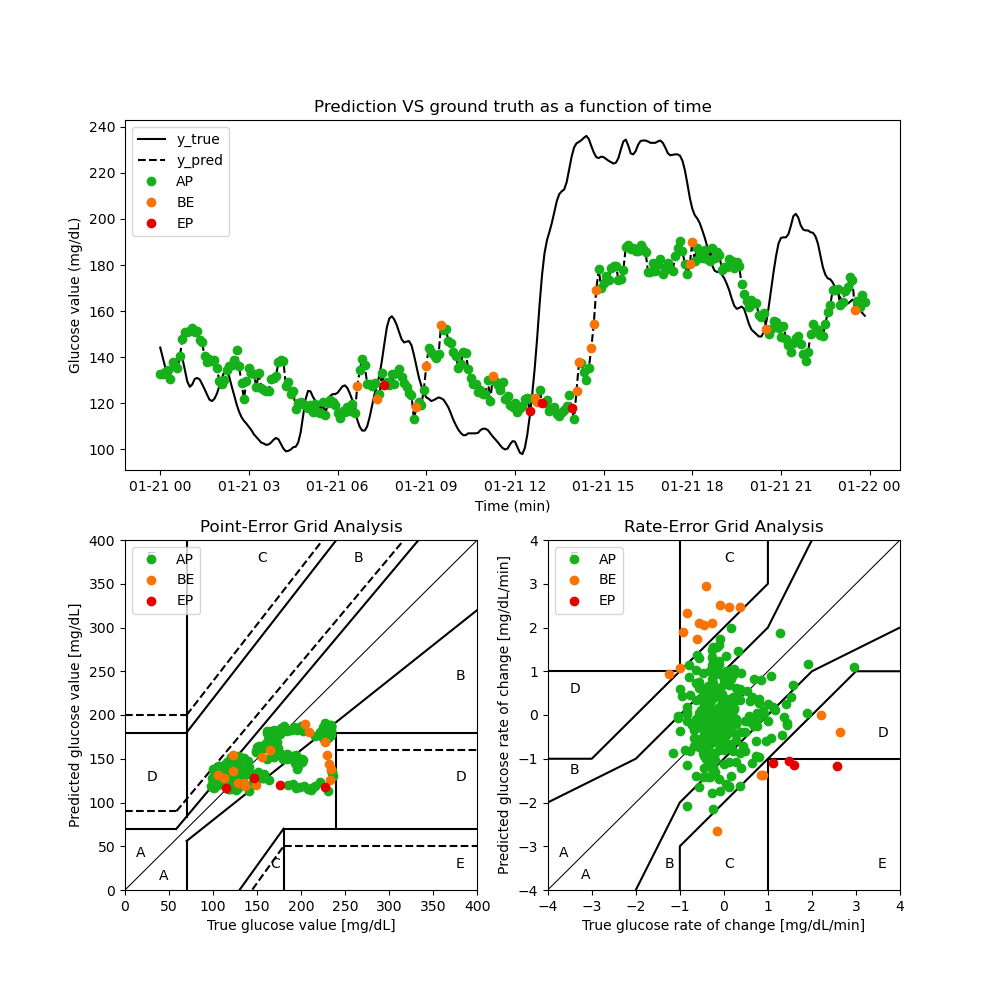 Prediction VS ground truth as a function of time
240
220
200
180
160
140
120
100
Glucose value (mg/dL)
y_true
y_pred
AP
BE
EP
01-21 00 01-21 03 01-21 06 01-21 09 01-21 12 01-21 15 01-21 18 01-21 21 01-22 00
Time (min)
Point-Error Grid Analysis
400
350
300
250
200
150
100
50
0
Predicted glucose value [mg/dL]
AP
BE
EP
C
B
B
D
D
A
A
C
E
0 50 100 150 200 250 300 350 400
True glucose value [mg/dL]
Rate-Error Grid Analysis
4
3
2
1
0
−1
−2
−3
−4
Predicted glucose rate of change [mg/dL/min]
AP
BE
EP
C
D
D
B
A
A
B
C
E
−4 −3 −2 −1 0 1 2 3 4
True glucose rate of change [mg/dL/min]